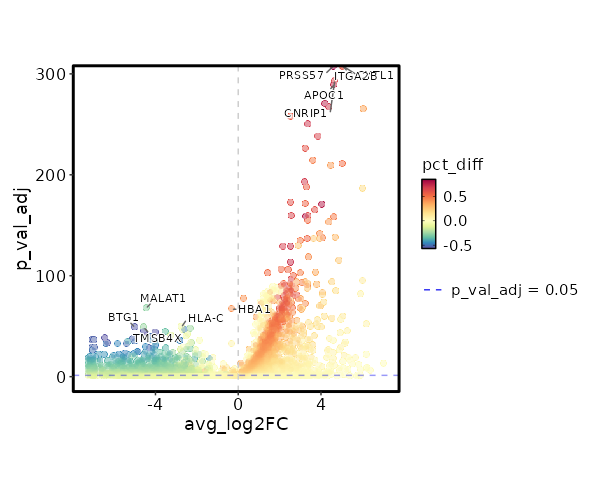 300
200
100
0
p_val_adj
-4
0
4
avg_log2FC
PRSS57
ITGA2B
APOC1
CNRIP1
MALAT1
BTG1
HLA-C
TMSB4X
HBA1
pct_diff
0.5
0.0
-0.5
p_val_adj = 0.05